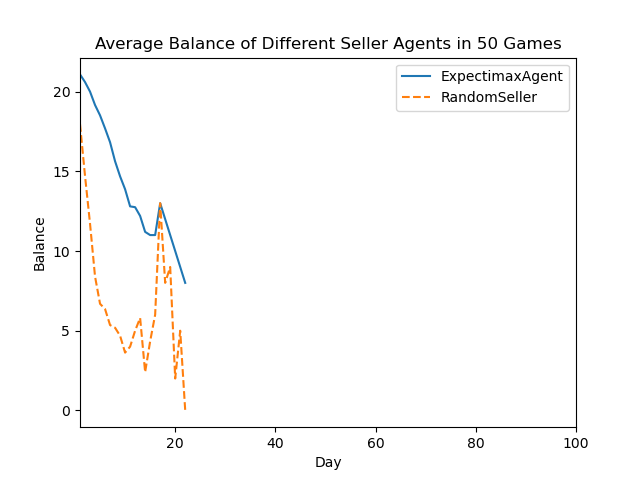 Average Balance of Different Seller Agents in 50 Games
ExpectimaxAgent
RandomSeller
20
15
10
5
0
Balance
20 40 60 80 100
Day